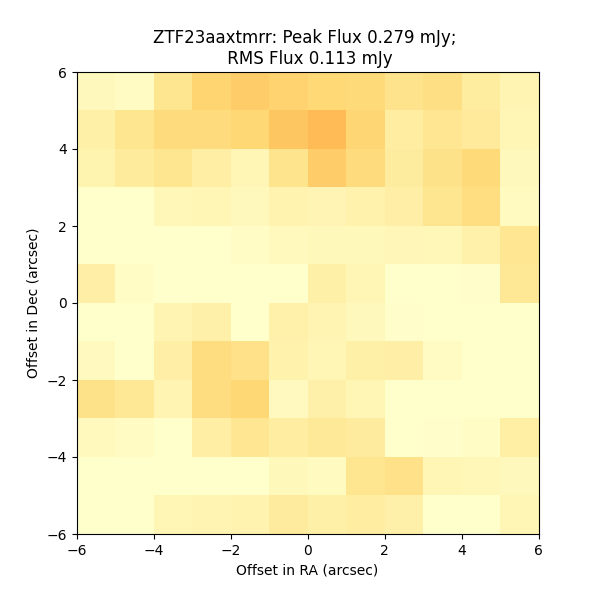 ZTF23aaxtmrr: Peak Flux 0.279 mJy;
RMS Flux 0.113 mJy
Offset in Dec (arcsec)
6
4
2
0
−2
−4
−6
−6 −4 −2 0 2 4 6
Offset in RA (arcsec)